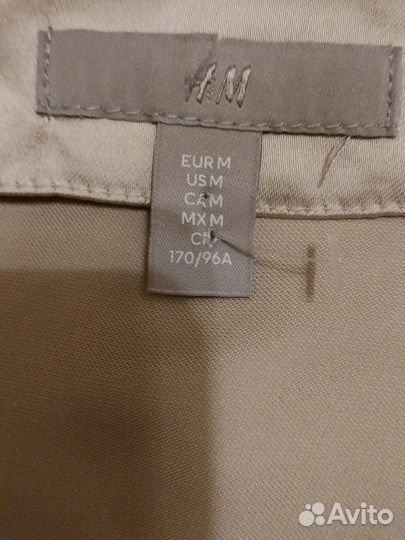 H&M
EUR M
US M
CA M
MX M
CN
170/96A
Avito